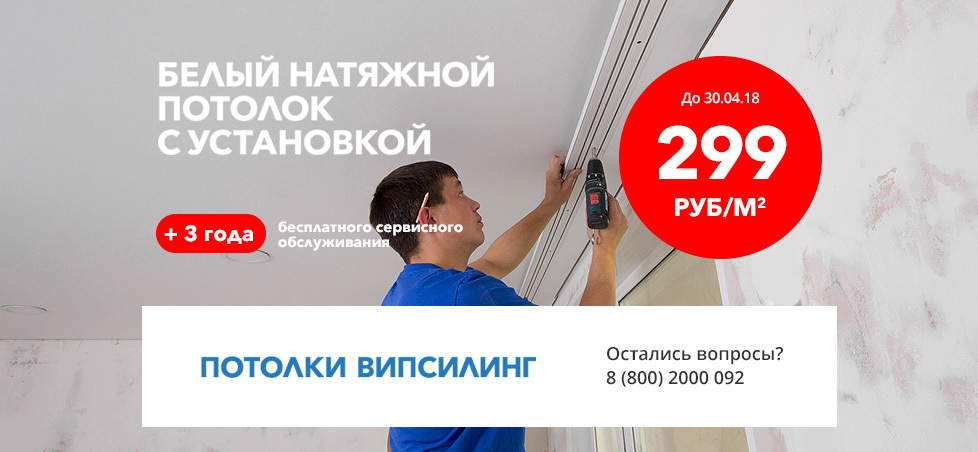 БЕЛЫЙ НАТЯЖНОЙ
ПОТОЛОК
С УСТАНОВКОЙ
До 30.04.18
299
РУБ/М²
+ 3 года
бесплатного сервисного
обслуживания
ПОТОЛКИ ВИПСИЛИНГ
Остались вопросы?
8 (800) 2000 092